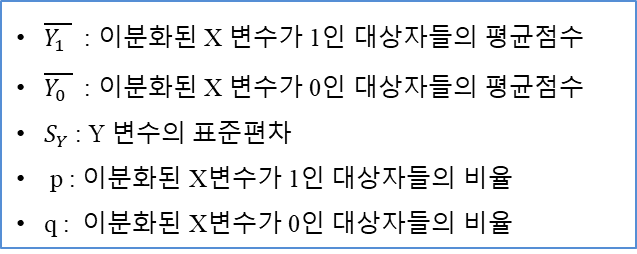 • Y̅₁ : 이분화된 X 변수가 1인 대상자들의 평균점수
• Y̅₀ : 이분화된 X 변수가 0인 대상자들의 평균점수
• S_Y : Y 변수의 표준편차
• p : 이분화된 X변수가 1인 대상자들의 비율
• q : 이분화된 X변수가 0인 대상자들의 비율